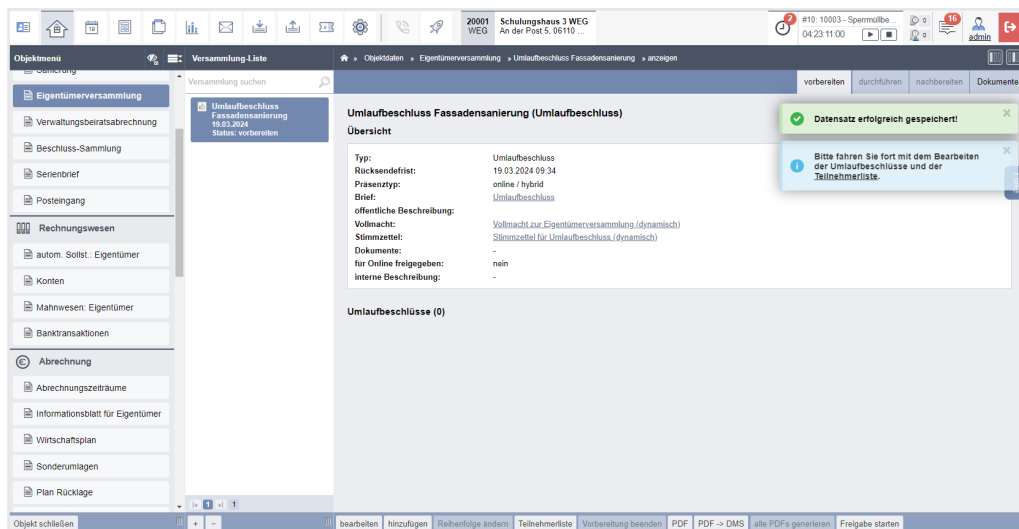 19
20001
WEG
Schulungshaus 3 WEG
An der Post 5, 06110 ...
2
#10: 10003 - Sperrmüllbe...
04:23:11:00
0
0
16
admin
Objektmenü
Versammlung-Liste
» Objektdaten » Eigentümerversammlung » Umlaufbeschluss Fassadensanierung » anzeigen
Sanierung
Eigentümerversammlung
Verwaltungsbeiratsabrechnung
Beschluss-Sammlung
Serienbrief
Posteingang
Rechnungswesen
autom. Sollst.: Eigentümer
Konten
Mahnwesen: Eigentümer
Banktransaktionen
Abrechnung
Abrechnungszeiträume
Informationsblatt für Eigentümer
Wirtschaftsplan
Sonderumlagen
Plan Rücklage
Objekt schließen
Versammlung suchen
Umlaufbeschluss
Fassadensanierung
19.03.2024
Status: vorbereiten
1 1
+ -
vorbereiten durchführen nachbereiten Dokumente
Umlaufbeschluss Fassadensanierung (Umlaufbeschluss)
Übersicht
Datensatz erfolgreich gespeichert!
Bitte fahren Sie fort mit dem Bearbeiten
der Umlaufbeschlüsse und der
Teilnehmerliste.
Typ: Umlaufbeschluss
Rücksendefrist: 19.03.2024 09:34
Präsenztyp: online / hybrid
Brief: Umlaufbeschluss
öffentliche Beschreibung:
Vollmacht: Vollmacht zur Eigentümerversammlung (dynamisch)
Stimmzettel: Stimmzettel für Umlaufbeschluss (dynamisch)
Dokumente: -
für Online freigegeben: nein
interne Beschreibung: -
Umlaufbeschlüsse (0)
bearbeiten hinzufügen Reihenfolge ändern Teilnehmerliste Vorbereitung beenden PDF PDF -> DMS alle PDFs generieren Freigabe starten